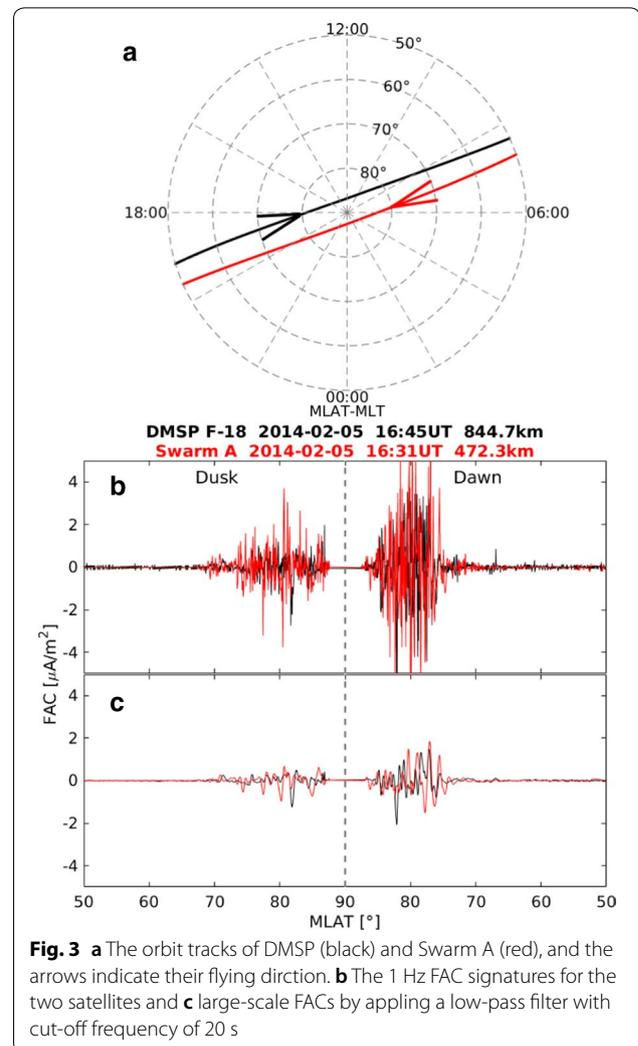 a
12:00
50°
60°
70°
80°
18:00
06:00
00:00
MLAT-MLT
DMSP F-18 2014-02-05 16:45UT 844.7km
Swarm A 2014-02-05 16:31UT 472.3km
b
Dusk
Dawn
4
2
0
-2
-4
FAC [μA/m²]
c
4
2
0
-2
-4
50 60 70 80 90 80 70 60 50
MLAT [°]
Fig. 3 a The orbit tracks of DMSP (black) and Swarm A (red), and the
arrows indicate their flying dirction. b The 1 Hz FAC signatures for the
two satellites and c large-scale FACs by appling a low-pass filter with
cut-off frequency of 20 s